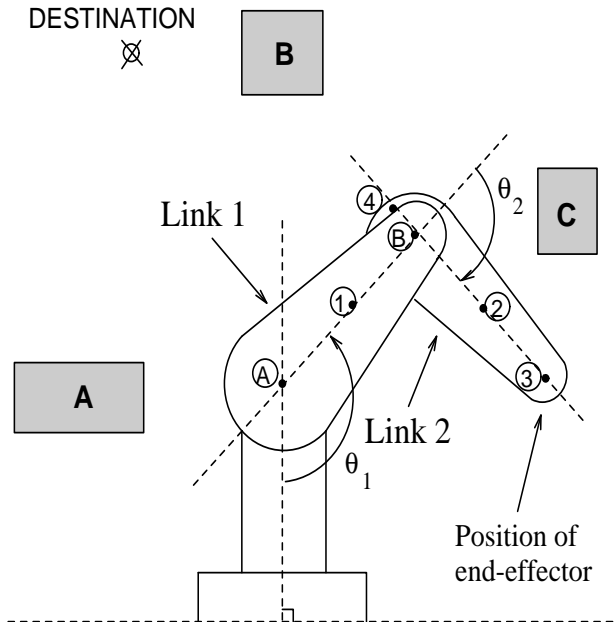 DESTINATION
B
C
θ2
4
B
Link 1
1
2
A
3
A
Link 2
θ1
Position of
end-effector